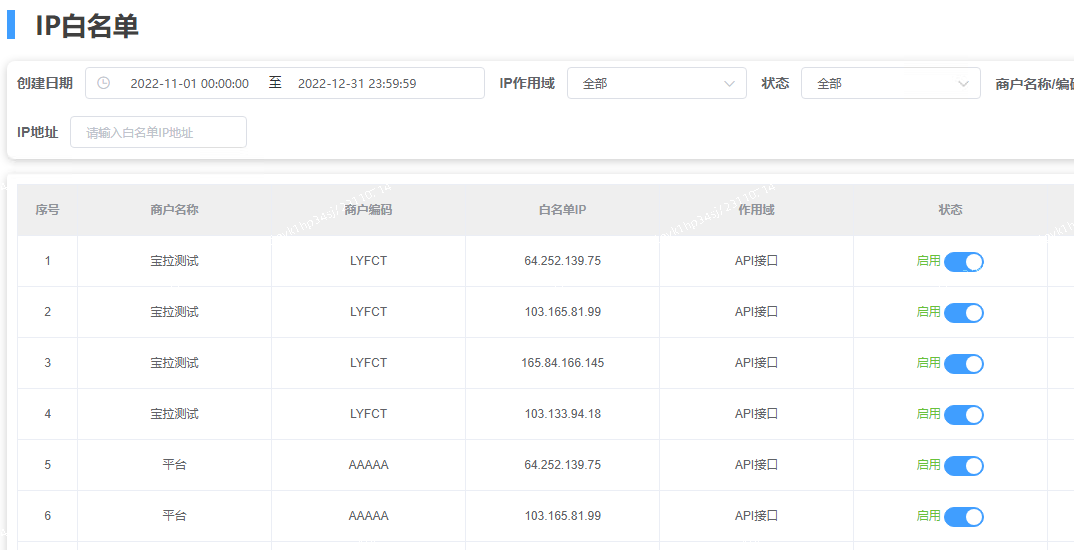 IP白名单
创建日期 2022-11-01 00:00:00 至 2022-12-31 23:59:59 IP作用域 全部 状态 全部 商户名称/编
IP地址 请输入白名单IP地址
序号 商户名称 商户编码 白名单IP 作用域 状态
1 宝拉测试 LYFCT 64.252.139.75 API接口 启用
2 宝拉测试 LYFCT 103.165.81.99 API接口 启用
3 宝拉测试 LYFCT 165.84.166.145 API接口 启用
4 宝拉测试 LYFCT 103.133.94.18 API接口 启用
5 平台 AAAAA 64.252.139.75 API接口 启用
6 平台 AAAAA 103.165.81.99 API接口 启用